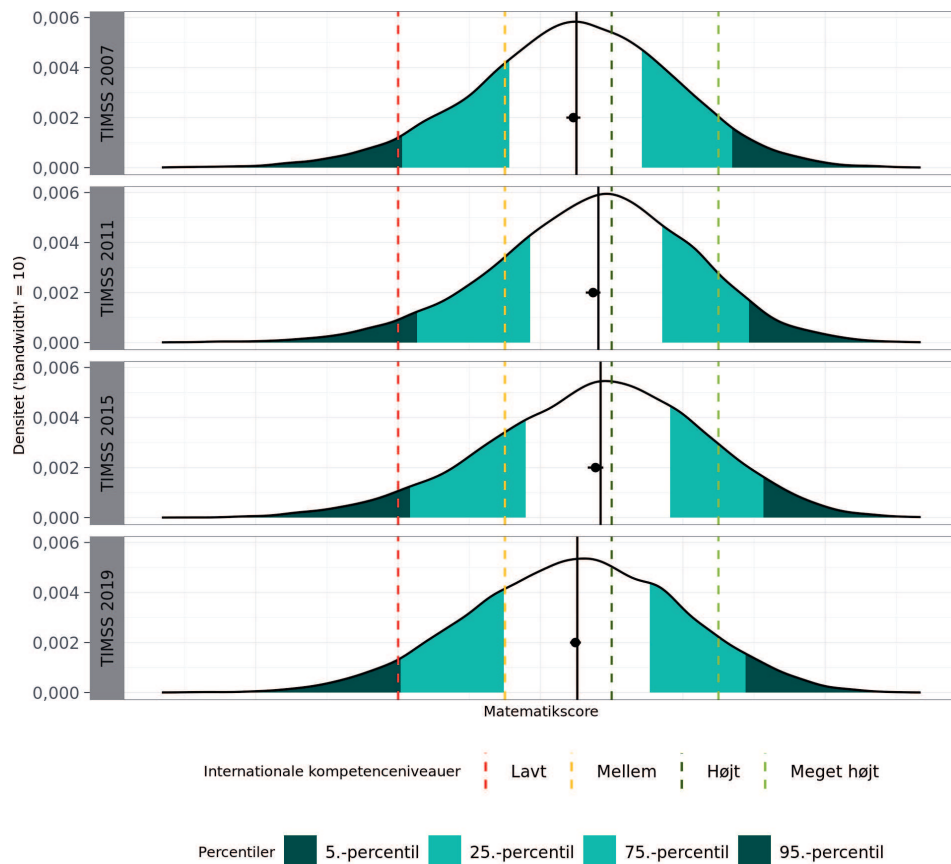 Densitet ('bandwidth' = 10)
TIMSS 2007
0,006
0,004
0,002
0,000
TIMSS 2011
0,006
0,004
0,002
0,000
TIMSS 2015
0,006
0,004
0,002
0,000
TIMSS 2019
0,006
0,004
0,002
0,000
Matematikscore
Internationale kompetenceniveauer Lavt Mellem Højt Meget højt
Percentiler 5.-percentil 25.-percentil 75.-percentil 95.-percentil